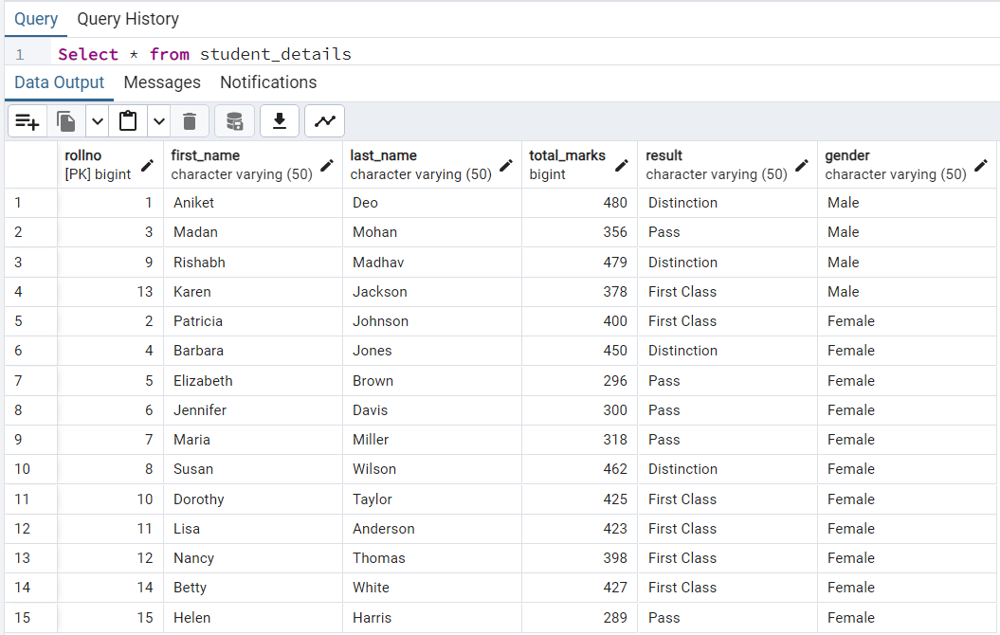 Query Query History
1 Select * from student_details
Data Output Messages Notifications
rollno first_name last_name total_marks result gender
[PK] bigint character varying (50) character varying (50) bigint character varying (50) character varying (50)
1 1 Aniket Deo 480 Distinction Male
2 3 Madan Mohan 356 Pass Male
3 9 Rishabh Madhav 479 Distinction Male
4 13 Karen Jackson 378 First Class Male
5 2 Patricia Johnson 400 First Class Female
6 4 Barbara Jones 450 Distinction Female
7 5 Elizabeth Brown 296 Pass Female
8 6 Jennifer Davis 300 Pass Female
9 7 Maria Miller 318 Pass Female
10 8 Susan Wilson 462 Distinction Female
11 10 Dorothy Taylor 425 First Class Female
12 11 Lisa Anderson 423 First Class Female
13 12 Nancy Thomas 398 First Class Female
14 14 Betty White 427 First Class Female
15 15 Helen Harris 289 Pass Female